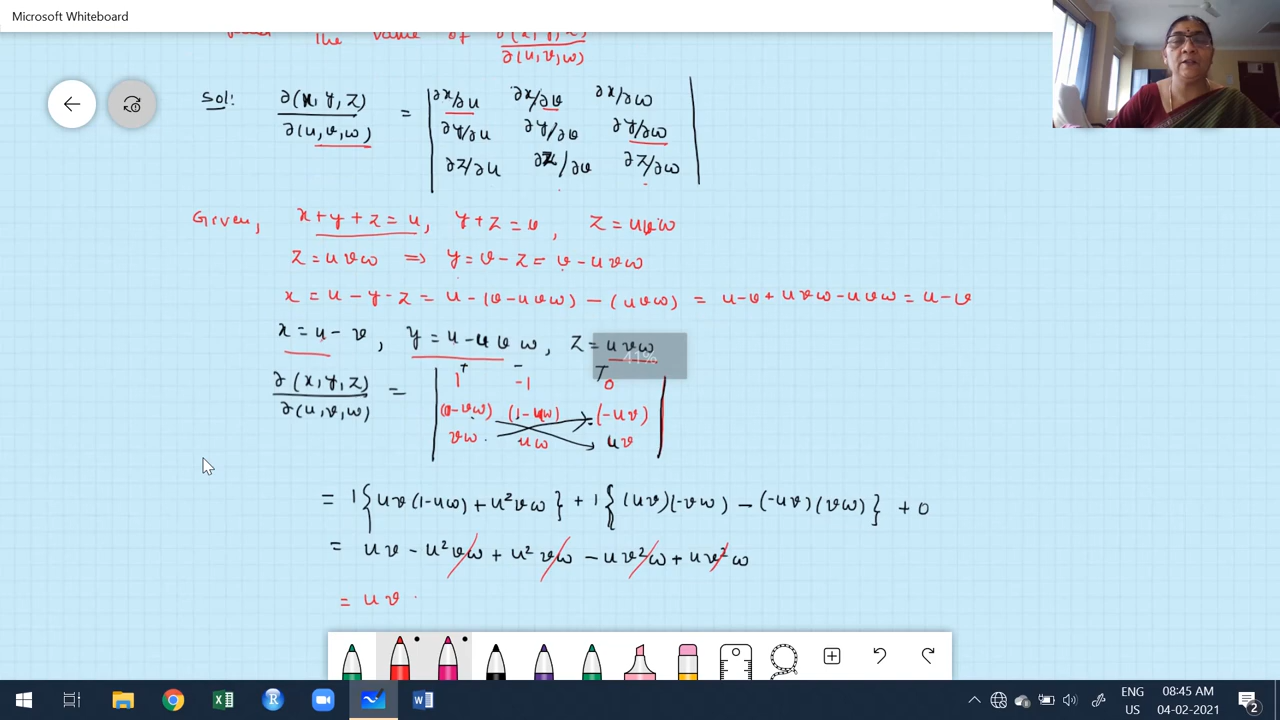 Microsoft Whiteboard
the value of ∂(x,y,z)/∂(u,v,w)
Sol: ∂(x,y,z)/∂(u,v,w) = | ∂x/∂u ∂x/∂v ∂x/∂w
∂y/∂u ∂y/∂v ∂y/∂w
∂z/∂u ∂z/∂v ∂z/∂w |
Given, x+y+z=u, y+z=v, z=uvw
z=uvw ⇒ y=v-z=v-uvw
x=u-y-z=u-(v-uvw)-(uvw)=u-v+uvw-uvw=u-v
x=u-v, y=u-uvw, z=uvw
+ - +
∂(x,y,z)/∂(u,v,w) = | 1 -1 0
(0-vw) (1-uw) (-uv)
vw uw uv |
= 1{uv(1-uw)+u²vw} + 1{(uv)(-vw) - (-uv)(vw)} + 0
= uv - u²vw + u²vw - uv²w + uv²w
= uv.
ENG
US
08:45 AM
04-02-2021
2